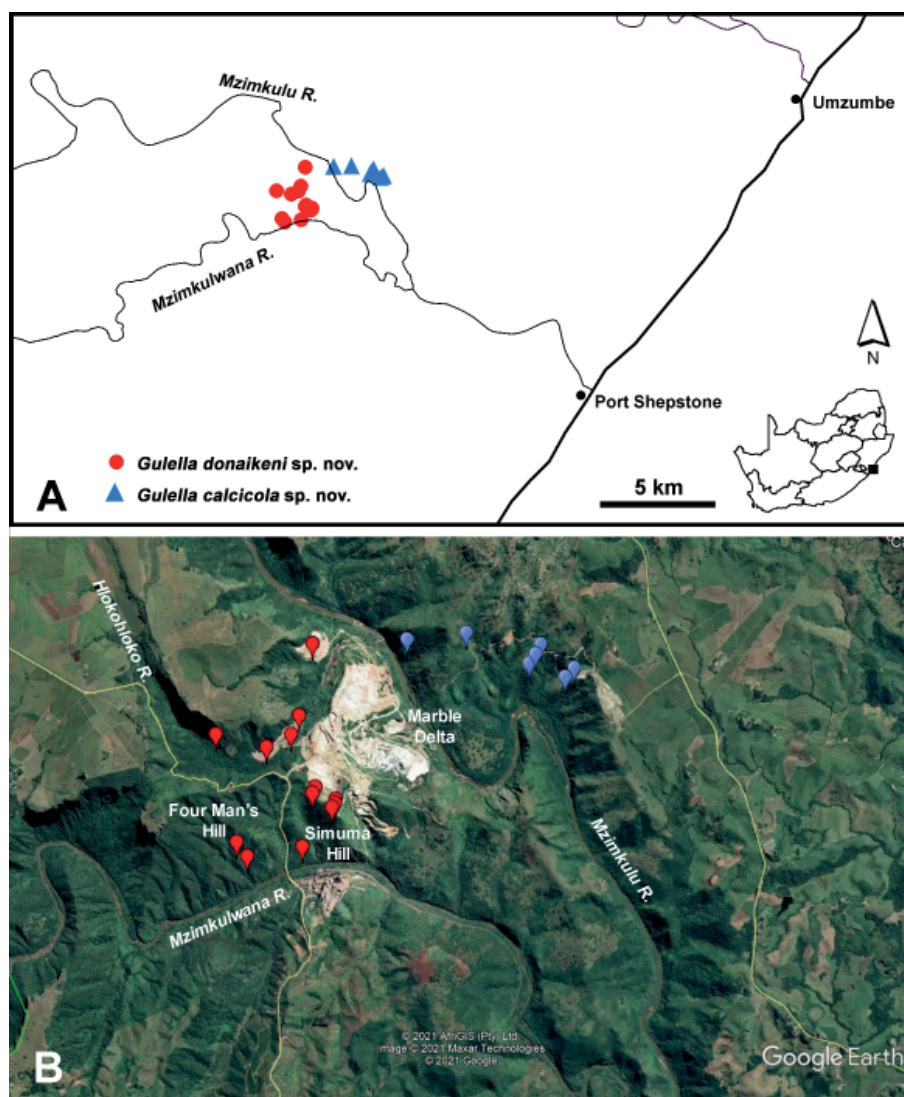 Mzimkulu R.
Umzumbe
Mzimkulwana R.
N
Port Shepstone
Gulella donaikeni sp. nov.
Gulella calcicola sp. nov.
5 km
A
Hlokohloko R.
Marble
Delta
Four Man's
Hill
Simuma
Hill
Mzimkulu R.
Mzimkulwana R.
© 2021 AfriGIS (Pty) Ltd
Image © 2021 Maxar Technologies
© 2021 Google
Google Earth
B